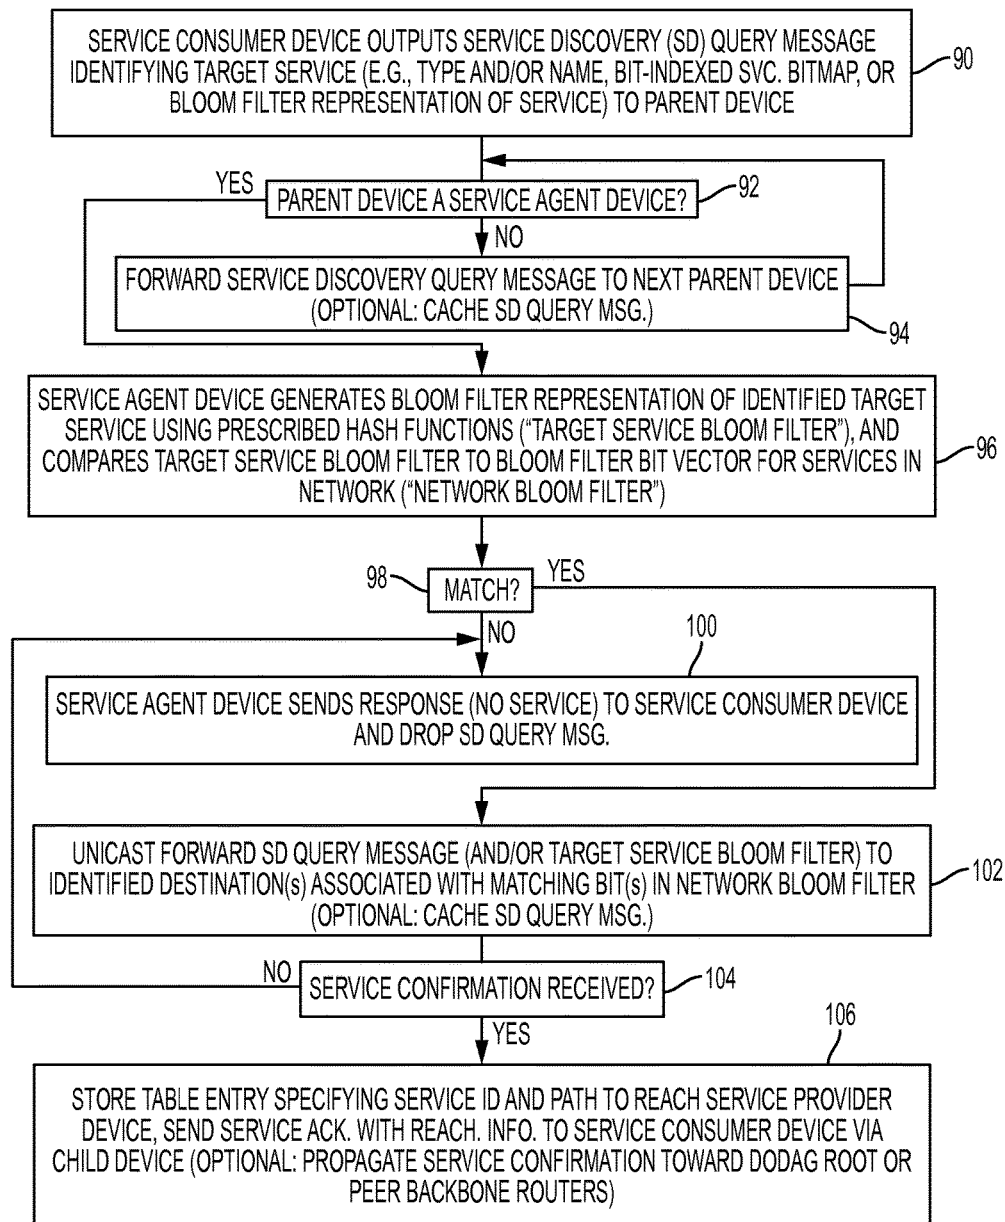 SERVICE CONSUMER DEVICE OUTPUTS SERVICE DISCOVERY (SD) QUERY MESSAGE
IDENTIFYING TARGET SERVICE (E.G., TYPE AND/OR NAME, BIT-INDEXED SVC. BITMAP, OR
BLOOM FILTER REPRESENTATION OF SERVICE) TO PARENT DEVICE
90
YES
PARENT DEVICE A SERVICE AGENT DEVICE?
92
NO
FORWARD SERVICE DISCOVERY QUERY MESSAGE TO NEXT PARENT DEVICE
(OPTIONAL: CACHE SD QUERY MSG.)
94
SERVICE AGENT DEVICE GENERATES BLOOM FILTER REPRESENTATION OF IDENTIFIED TARGET
SERVICE USING PRESCRIBED HASH FUNCTIONS (“TARGET SERVICE BLOOM FILTER”), AND
COMPARES TARGET SERVICE BLOOM FILTER TO BLOOM FILTER BIT VECTOR FOR SERVICES IN
NETWORK (“NETWORK BLOOM FILTER”)
96
98
MATCH?
YES
NO
100
SERVICE AGENT DEVICE SENDS RESPONSE (NO SERVICE) TO SERVICE CONSUMER DEVICE
AND DROP SD QUERY MSG.
UNICAST FORWARD SD QUERY MESSAGE (AND/OR TARGET SERVICE BLOOM FILTER) TO
IDENTIFIED DESTINATION(s) ASSOCIATED WITH MATCHING BIT(s) IN NETWORK BLOOM FILTER
(OPTIONAL: CACHE SD QUERY MSG.)
102
NO
SERVICE CONFIRMATION RECEIVED?
104
YES
106
STORE TABLE ENTRY SPECIFYING SERVICE ID AND PATH TO REACH SERVICE PROVIDER
DEVICE, SEND SERVICE ACK. WITH REACH. INFO. TO SERVICE CONSUMER DEVICE VIA
CHILD DEVICE (OPTIONAL: PROPAGATE SERVICE CONFIRMATION TOWARD DODAG ROOT OR
PEER BACKBONE ROUTERS)